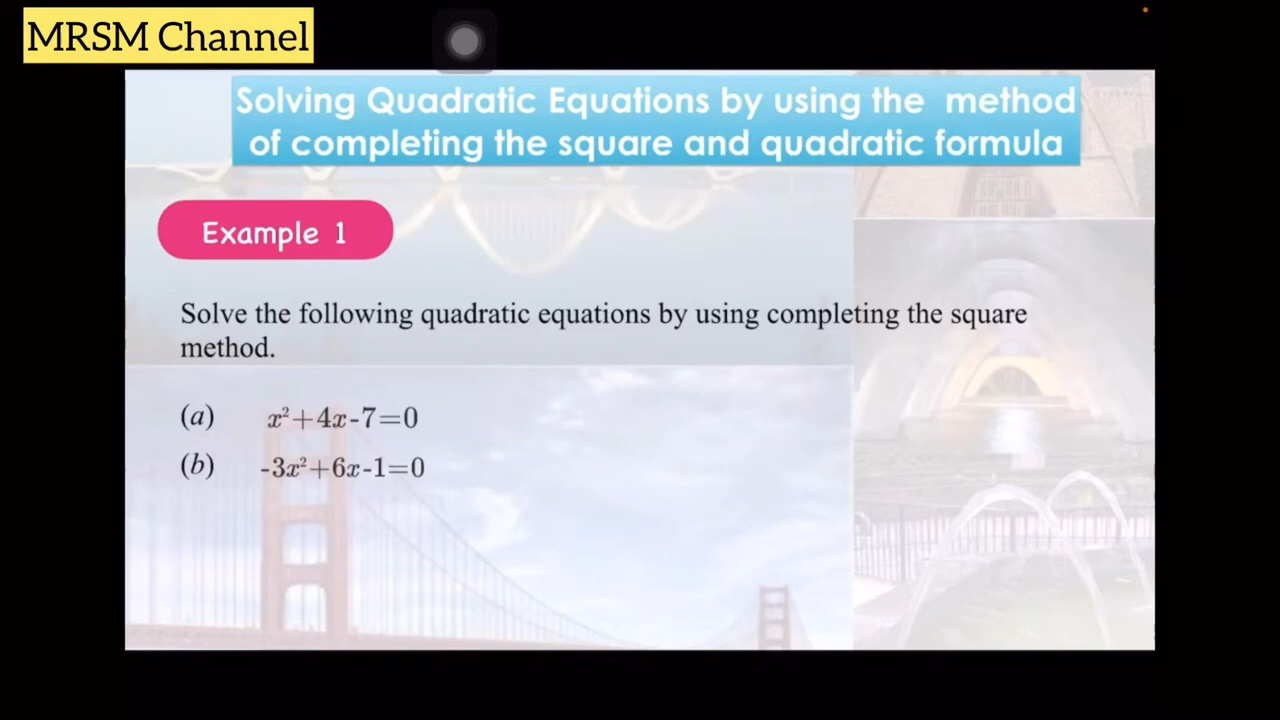 MRSM Channel
Solving Quadratic Equations by using the method
of completing the square and quadratic formula
Example 1
Solve the following quadratic equations by using completing the square
method.
(a) x²+4x-7=0
(b) -3x²+6x-1=0